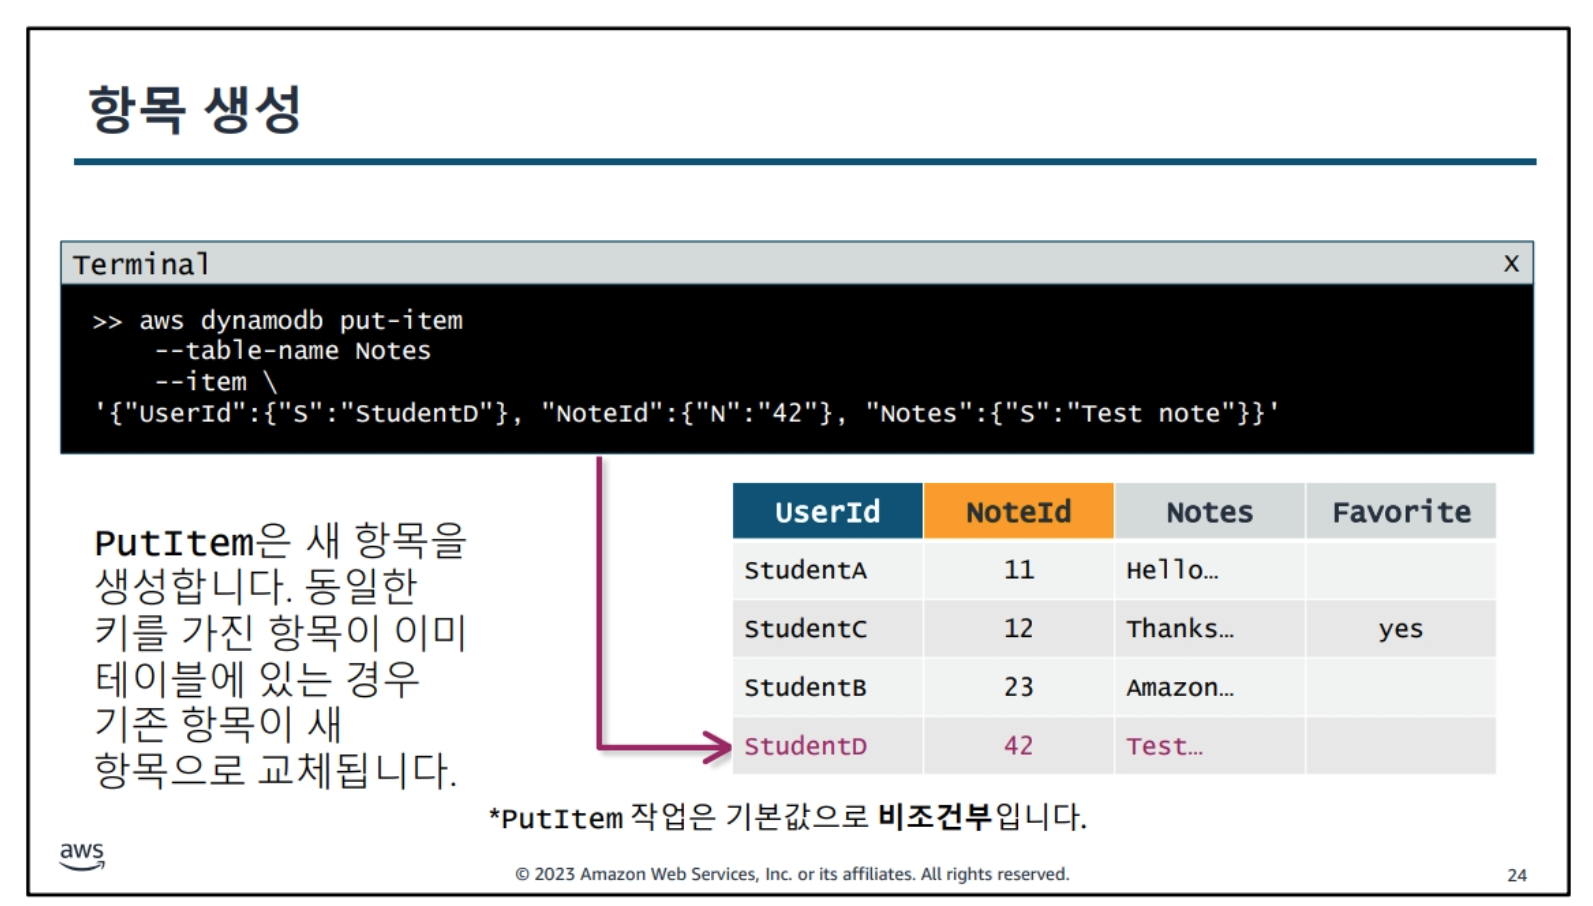 항목 생성
Terminal X
>> aws dynamodb put-item
--table-name Notes
--item \
'{"UserId":{"S":"StudentD"}, "NoteId":{"N":"42"}, "Notes":{"S":"Test note"}}'
PutItem은 새 항목을
생성합니다. 동일한
키를 가진 항목이 이미
테이블에 있는 경우
기존 항목이 새
항목으로 교체됩니다.
UserId NoteId Notes Favorite
StudentA 11 Hello…
StudentC 12 Thanks… yes
StudentB 23 Amazon…
StudentD 42 Test…
*PutItem 작업은 기본값으로 비조건부입니다.
aws
© 2023 Amazon Web Services, Inc. or its affiliates. All rights reserved.
24